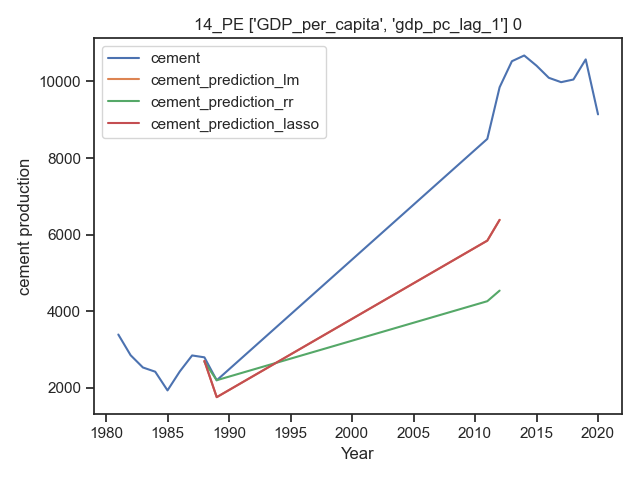 14_PE ['GDP_per_capita', 'gdp_pc_lag_1'] 0
cement
cement_prediction_lm
cement_prediction_rr
cement_prediction_lasso
cement production
10000
8000
6000
4000
2000
1980 1985 1990 1995 2000 2005 2010 2015 2020
Year